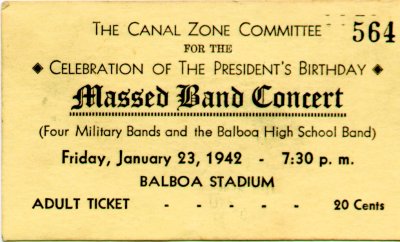 THE CANAL ZONE COMMITTEE
564
FOR THE
◆ CELEBRATION OF THE PRESIDENT'S BIRTHDAY ◆
Massed Band Concert
(Four Military Bands and the Balboa High School Band)
Friday, January 23, 1942 - 7:30 p. m.
BALBOA STADIUM
ADULT TICKET - - - - - 20 Cents